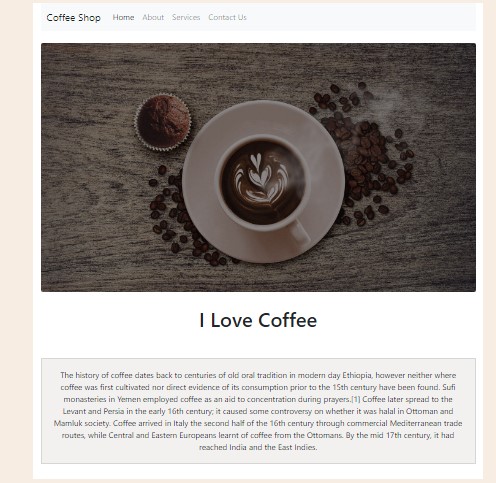 Coffee Shop Home About Services Contact Us
I Love Coffee
The history of coffee dates back to centuries of old oral tradition in modern day Ethiopia, however neither where
coffee was first cultivated nor direct evidence of its consumption prior to the 15th century have been found. Sufi
monasteries in Yemen employed coffee as an aid to concentration during prayers.[1] Coffee later spread to the
Levant and Persia in the early 16th century; it caused some controversy on whether it was halal in Ottoman and
Mamluk society. Coffee arrived in Italy the second half of the 16th century through commercial Mediterranean trade
routes, while Central and Eastern Europeans learnt of coffee from the Ottomans. By the mid 17th century, it had
reached India and the East Indies.